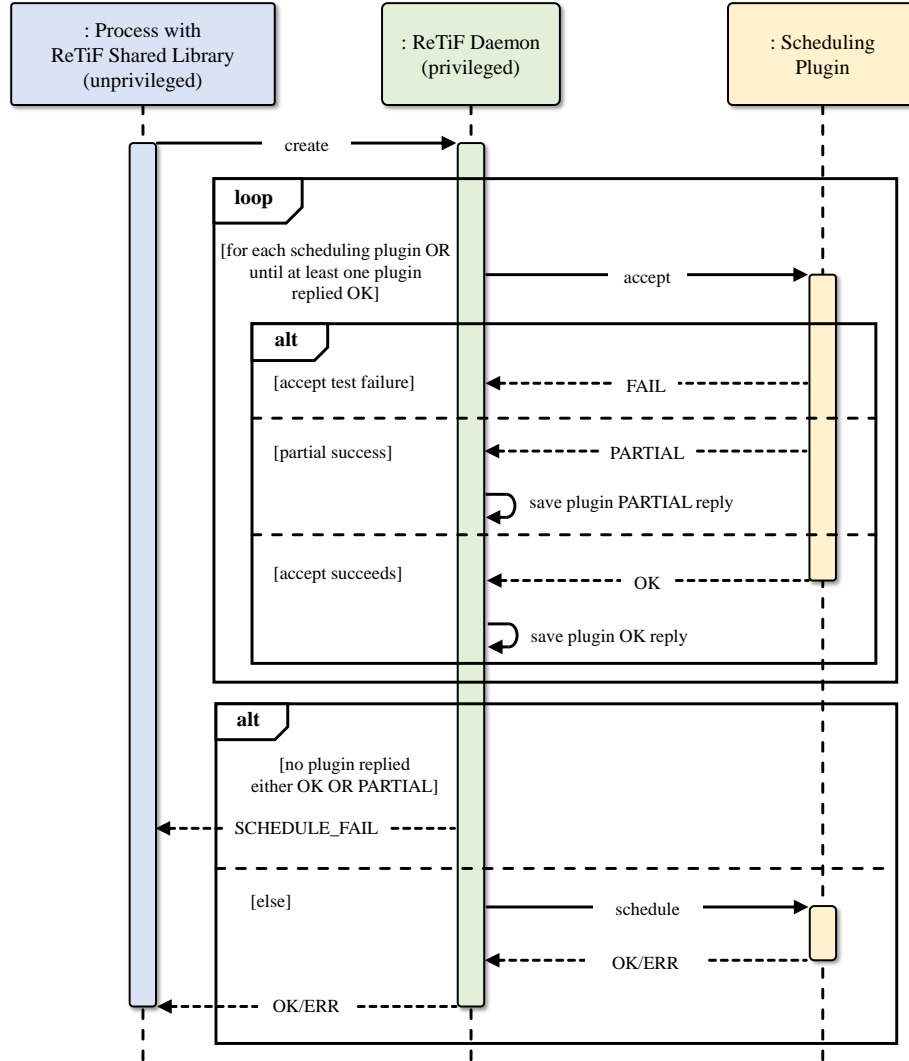 : Process with
ReTiF Shared Library
(unprivileged)
: ReTiF Daemon
(privileged)
: Scheduling
Plugin
create
loop
[for each scheduling plugin OR
until at least one plugin
replied OK]
accept
alt
[accept test failure]
FAIL
[partial success]
PARTIAL
save plugin PARTIAL reply
[accept succeeds]
OK
save plugin OK reply
alt
[no plugin replied
either OK OR PARTIAL]
SCHEDULE_FAIL
[else]
schedule
OK/ERR
OK/ERR